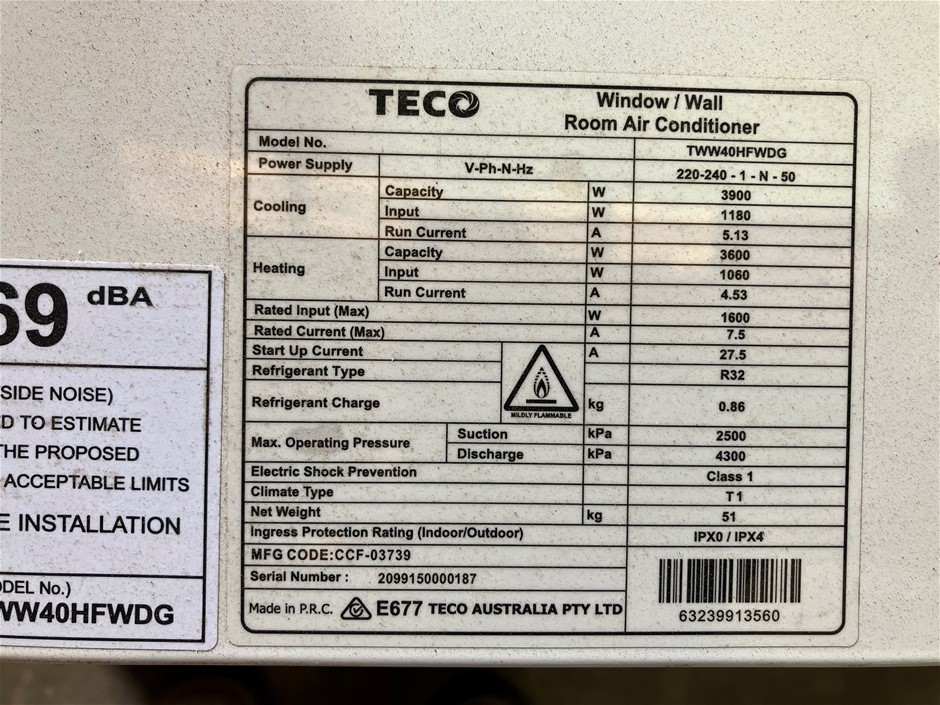 TECO
Window / Wall
Room Air Conditioner
Model No. TWW40HFWDG
Power Supply V-Ph-N-Hz 220-240 - 1 - N - 50
Cooling
Capacity W 3900
Input W 1180
Run Current A 5.13
Heating
Capacity W 3600
Input W 1060
Run Current A 4.53
Rated Input (Max) W 1600
Rated Current (Max) A 7.5
Start Up Current A 27.5
Refrigerant Type R32
MILDLY FLAMMABLE
Refrigerant Charge kg 0.86
Max. Operating Pressure
Suction kPa 2500
Discharge kPa 4300
Electric Shock Prevention Class 1
Climate Type T1
Net Weight kg 51
Ingress Protection Rating (Indoor/Outdoor) IPX0 / IPX4
MFG CODE:CCF-03739
Serial Number : 2099150000187
Made in P.R.C. E677 TECO AUSTRALIA PTY LTD
63239913560
69 dBA
SIDE NOISE)
D TO ESTIMATE
THE PROPOSED
ACCEPTABLE LIMITS
E INSTALLATION
ODEL No.)
WW40HFWDG